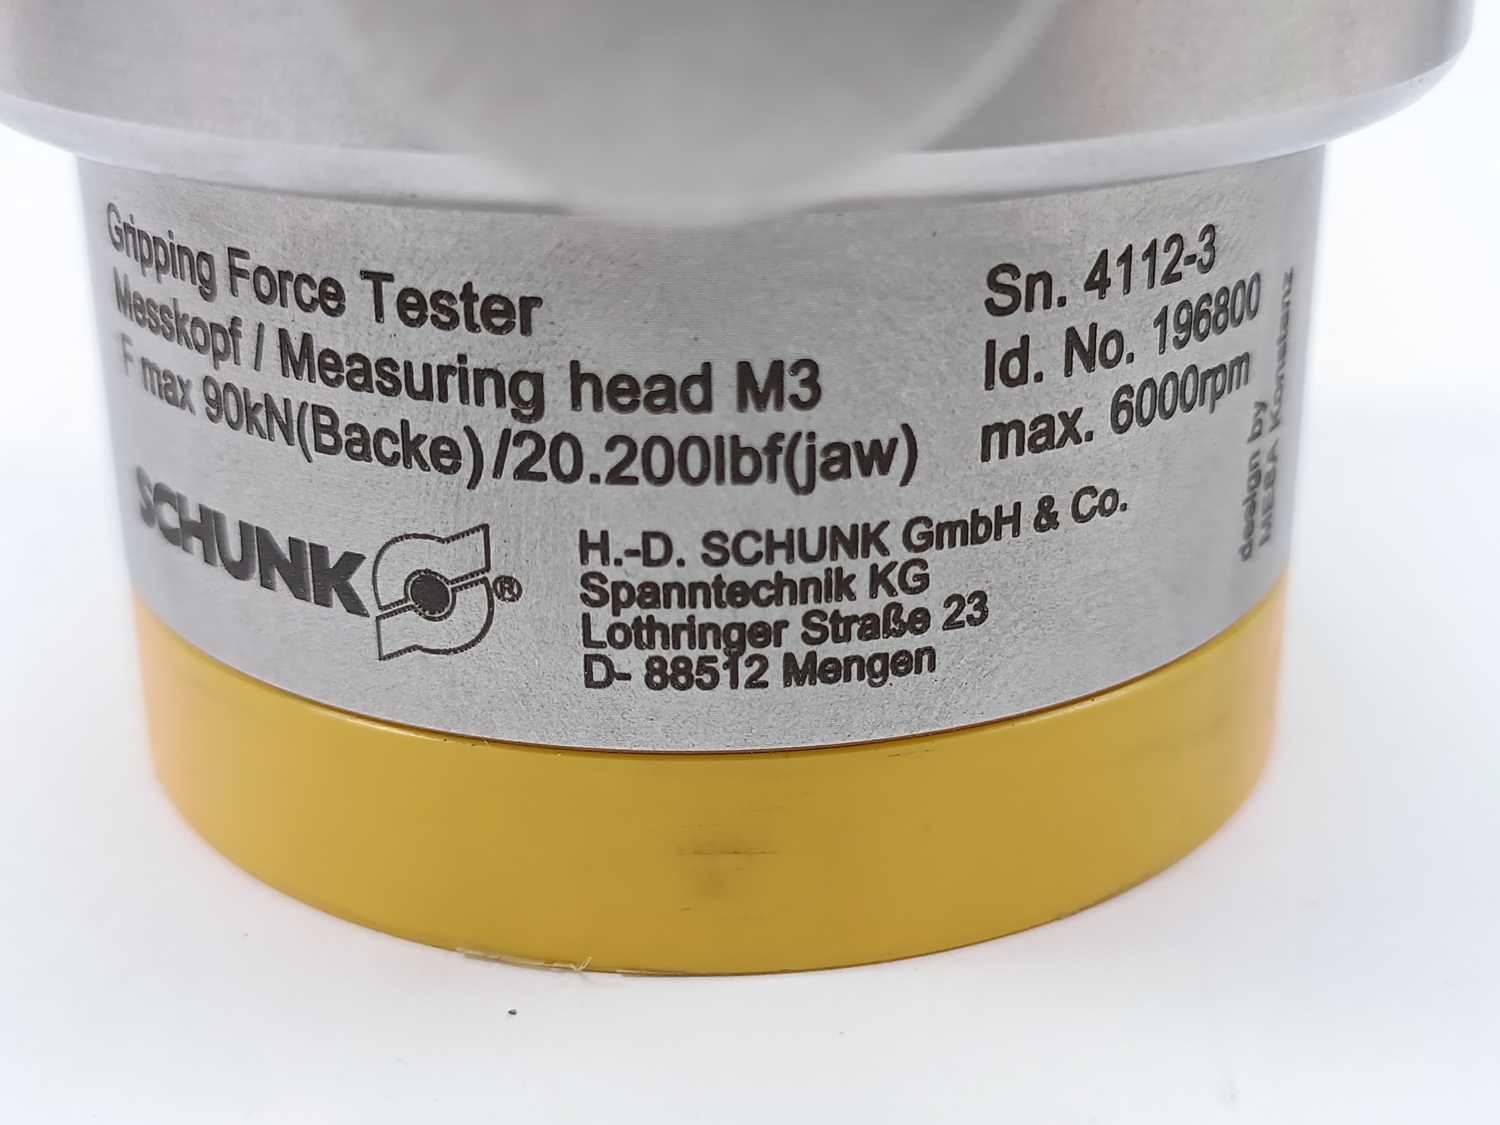 Gripping Force Tester
Messkopf / Measuring head M3
F max 90kN(Backe)/20.200lbf(jaw)
Sn. 4112-3
Id. No. 196800
max. 6000rpm
design by
MESA Konstanz
SCHUNK ®
H.-D. SCHUNK GmbH & Co.
Spanntechnik KG
Lothringer Straße 23
D- 88512 Mengen